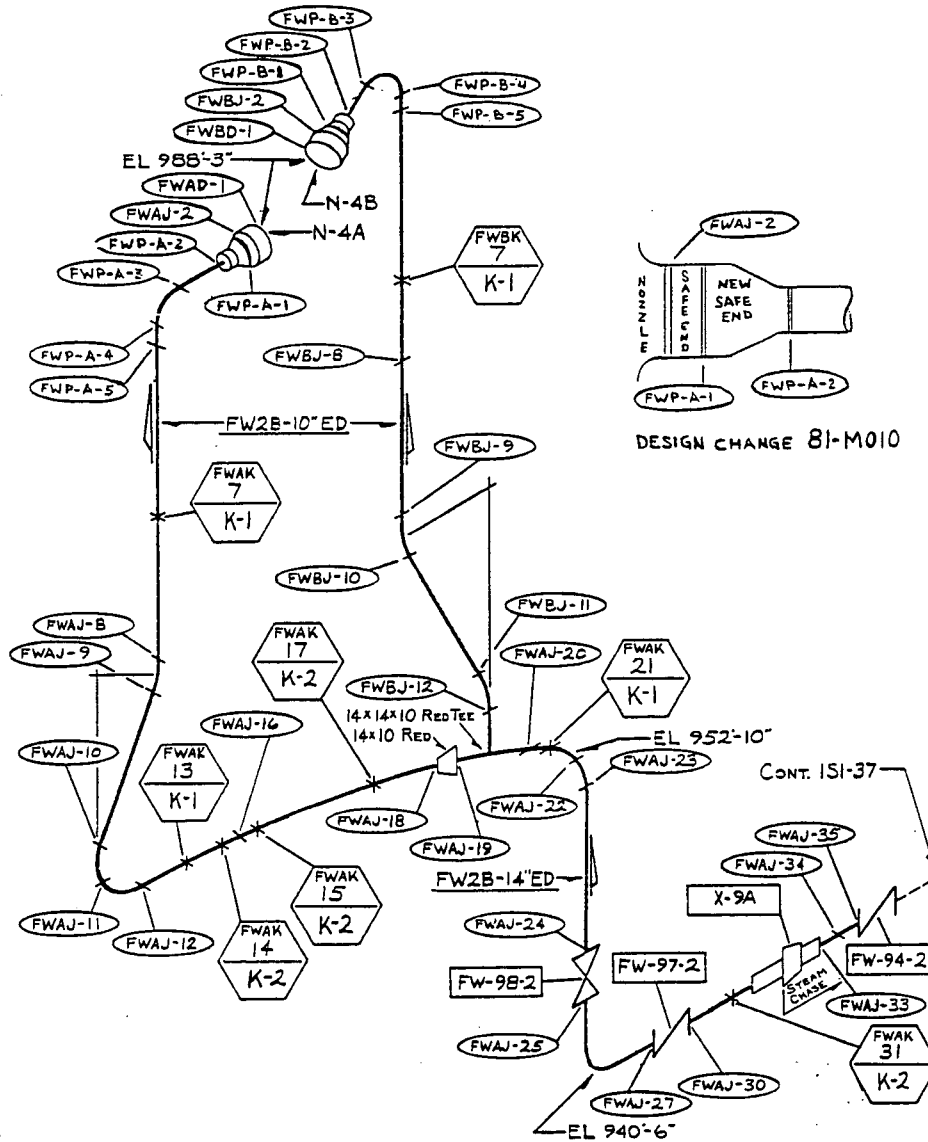 FWP-B-3
FWP-B-2
FWP-B-1
FWBJ-2
FWBD-1
FWP-B-4
FWP-B-5
EL 988'-3"
FWAD-1
FWAJ-2
FWP-A-2
FWP-A-3
N-4B
N-4A
FWP-A-1
FWP-A-4
FWP-A-5
FWBK
7
K-1
FWBJ-8
FW2B-10"ED
FWAJ-2
NOZZLE
SAFE END
NEW
SAFE
END
FWP-A-1
FWP-A-2
DESIGN CHANGE 81-M010
FWAK
7
K-1
FWBJ-9
FWBJ-10
FWBJ-11
FWAJ-8
FWAJ-9
FWAK
17
K-2
FWBJ-12
FWAJ-20
FWAK
21
K-1
14x14x10 RED TEE
14x10 RED
EL 952'-10"
FWAJ-10
FWAK
13
K-1
FWAJ-16
FWAJ-18
FWAJ-19
FWAJ-22
FWAJ-23
CONT. ISI-37
FWAJ-11
FWAJ-12
FWAK
14
K-2
FWAK
15
K-2
FW2B-14"ED
FWAJ-24
FW-98-2
FWAJ-25
FW-97-2
X-9A
FWAJ-34
FWAJ-35
FW-94-2
STEAM
CHASE
FWAJ-33
FWAJ-27
FWAJ-30
FWAK
31
K-2
EL 940'-6"